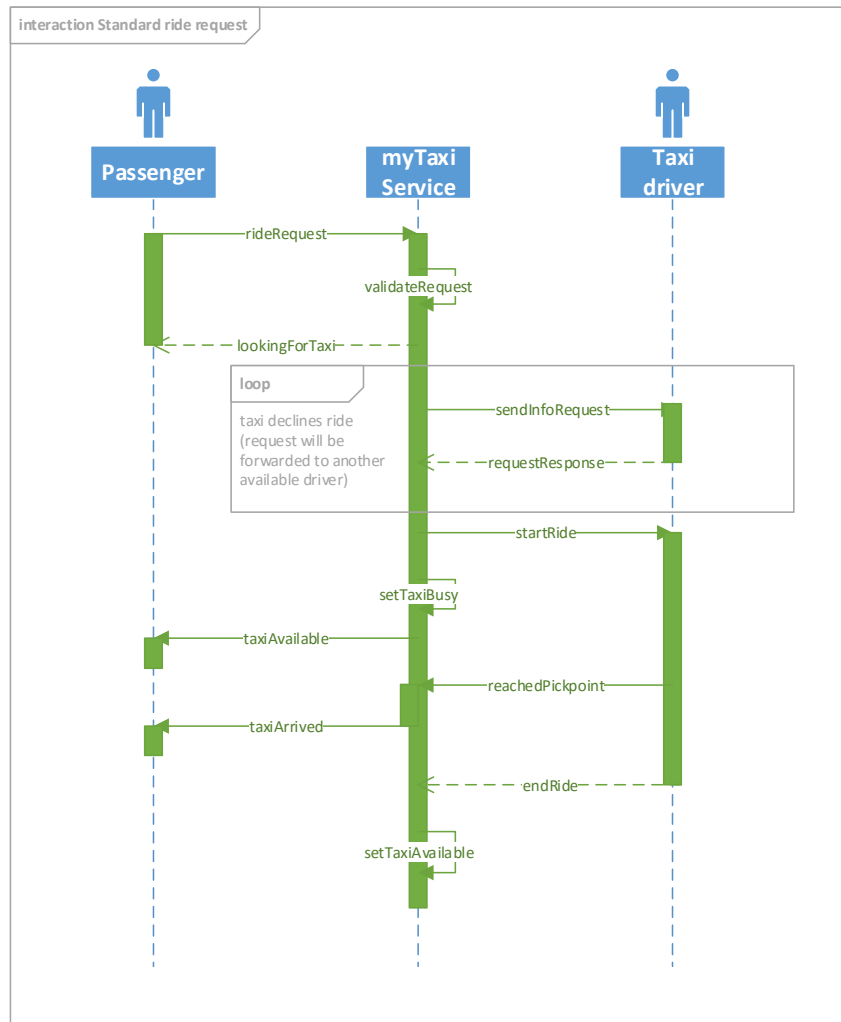 interaction Standard ride request
Passenger
myTaxi
Service
Taxi
driver
rideRequest
validateRequest
lookingForTaxi
loop
taxi declines ride
(request will be
forwarded to another
available driver)
sendInfoRequest
requestResponse
startRide
setTaxiBusy
taxiAvailable
reachedPickpoint
taxiArrived
endRide
setTaxiAvailable